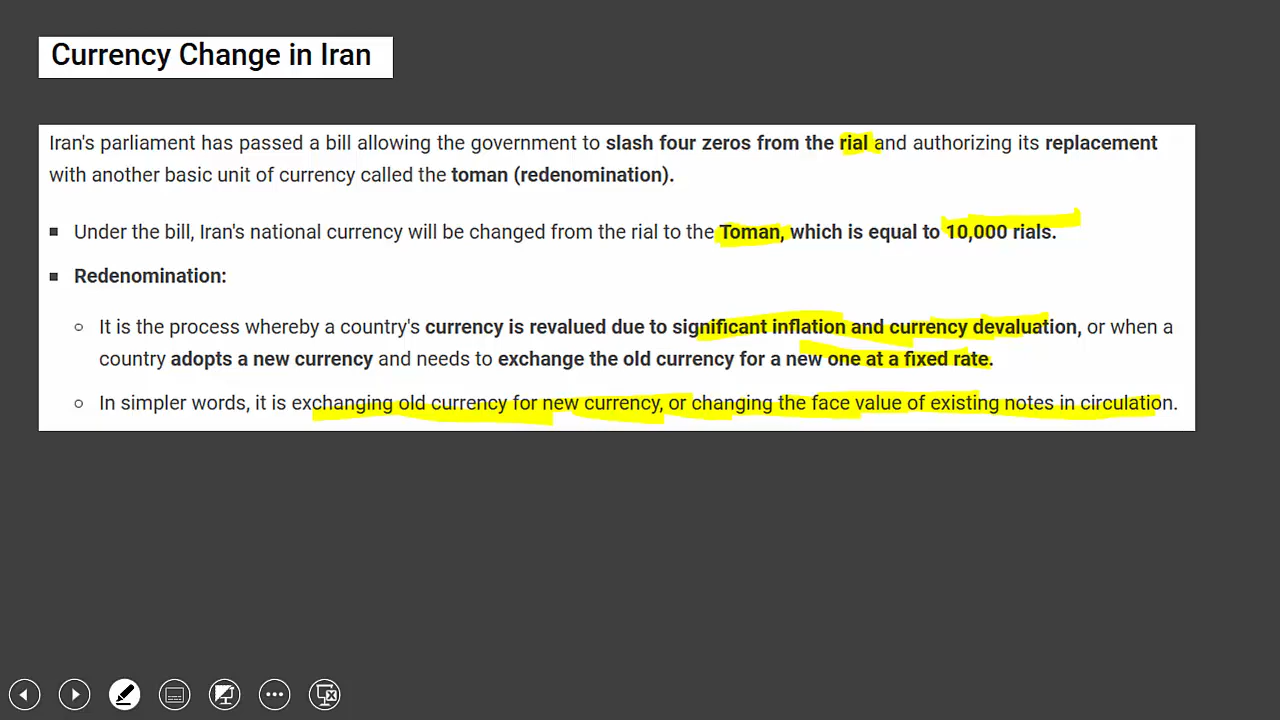 Currency Change in Iran
Iran's parliament has passed a bill allowing the government to slash four zeros from the rial and authorizing its replacement
with another basic unit of currency called the toman (redenomination).
Under the bill, Iran's national currency will be changed from the rial to the Toman, which is equal to 10,000 rials.
Redenomination:
It is the process whereby a country's currency is revalued due to significant inflation and currency devaluation, or when a
country adopts a new currency and needs to exchange the old currency for a new one at a fixed rate.
In simpler words, it is exchanging old currency for new currency, or changing the face value of existing notes in circulation.